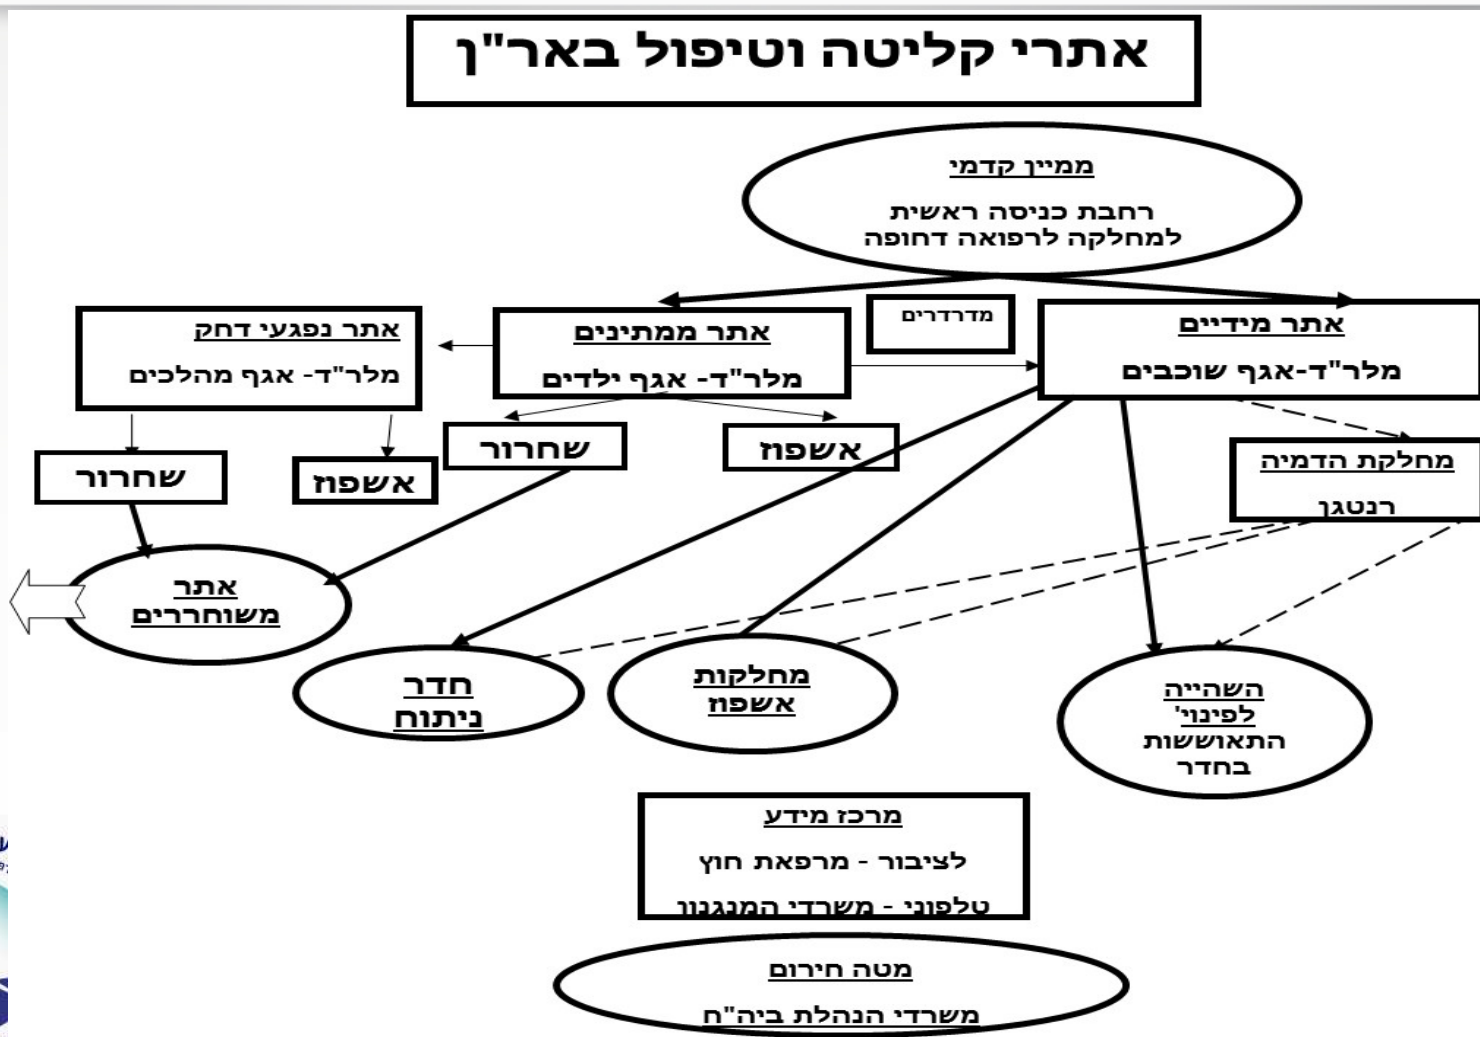 אתרי קליטה וטיפול באר"ן
ממיין קדמי
רחבת כניסה ראשית
למחלקה לרפואה דחופה
אתר מידיים
מלר"ד-אגף שוכבים
מדרדרים
אתר ממתינים
מלר"ד- אגף ילדים
אתר נפגעי דחק
מלר"ד- אגף מהלכים
אשפוז
שחרור
אשפוז
שחרור
מחלקת הדמיה
רנטגן
אתר
משוחררים
חדר
ניתוח
מחלקות
אשפוז
השהייה
לפינוי'
התאוששות
בחדר
מרכז מידע
לציבור - מרפאת חוץ
טלפוני - משרדי המנגנון
מטה חירום
משרדי הנהלת ביה"ח